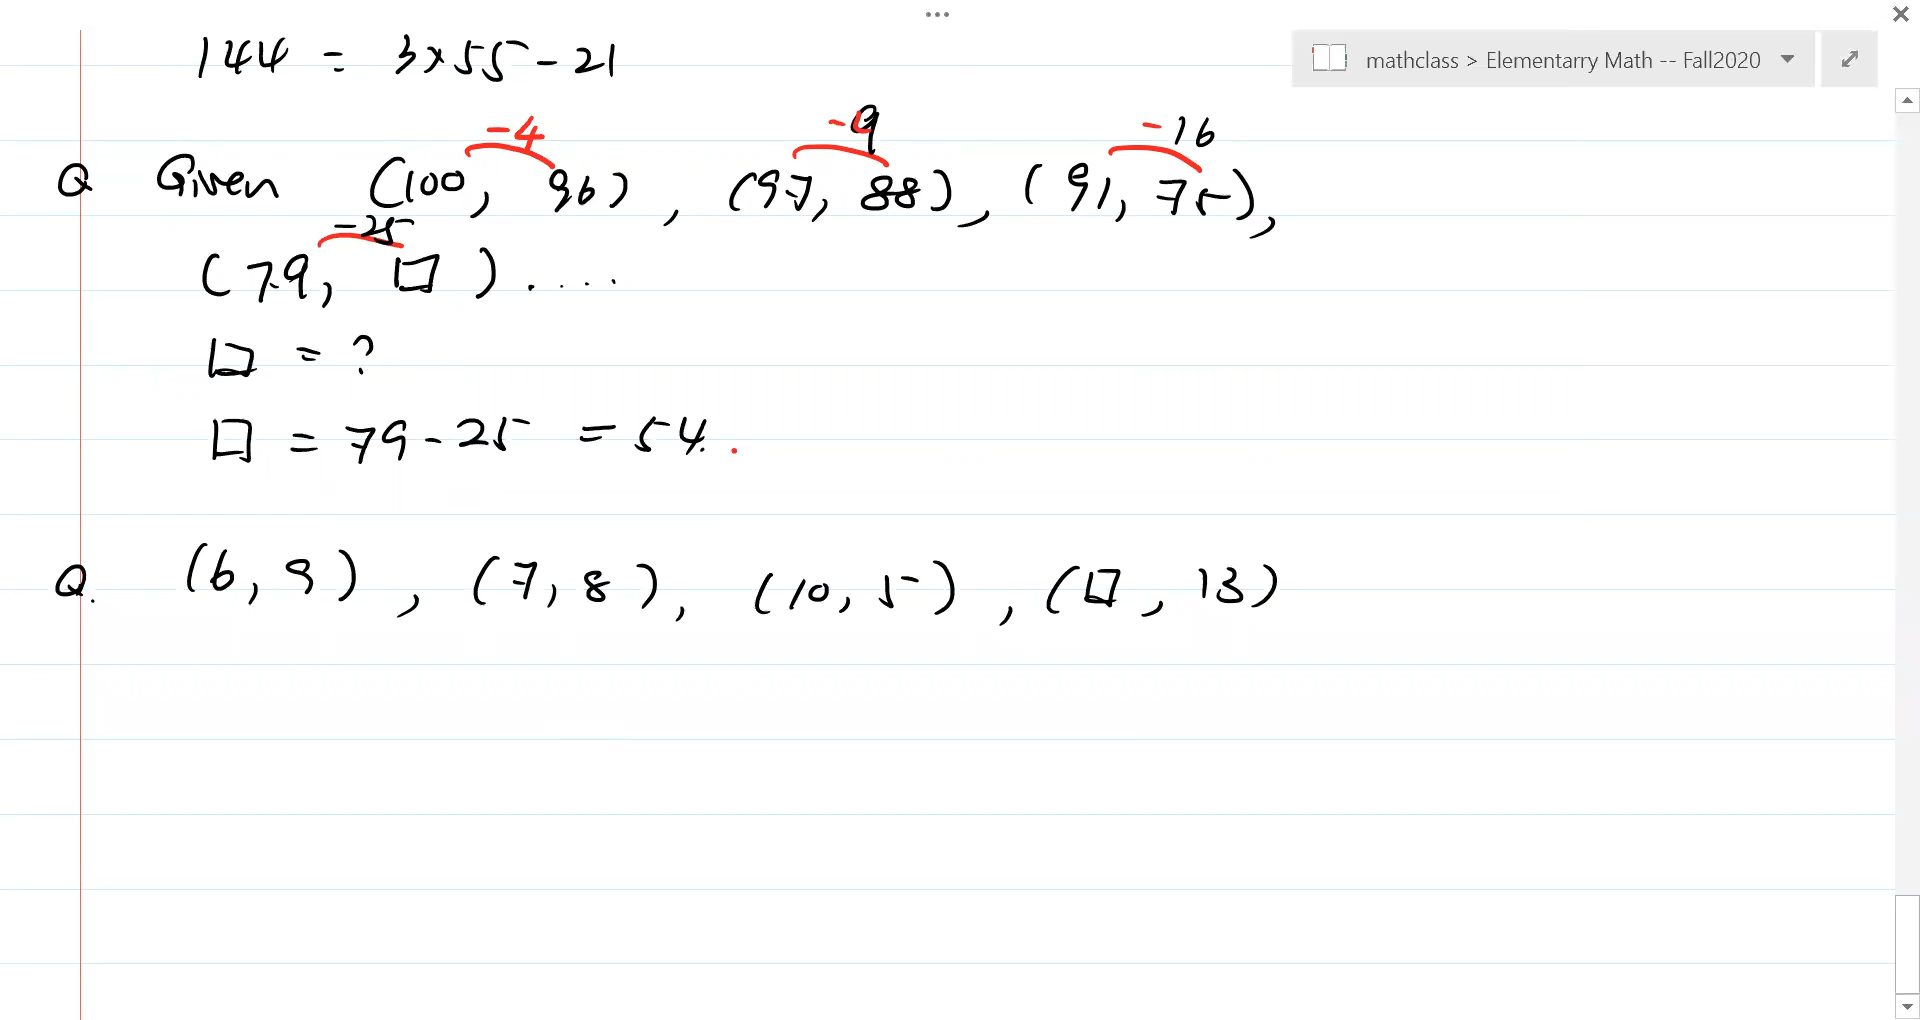 144 = 3×55-21
mathclass > Elementarry Math -- Fall2020
-4 -9 -16
Q Given (100, 96), (97, 88), (91, 75),
-25
(79, □) .....
□ = ?
□ = 79-25 = 54.
Q. (6, 9), (7, 8), (10, 5), (□, 13)